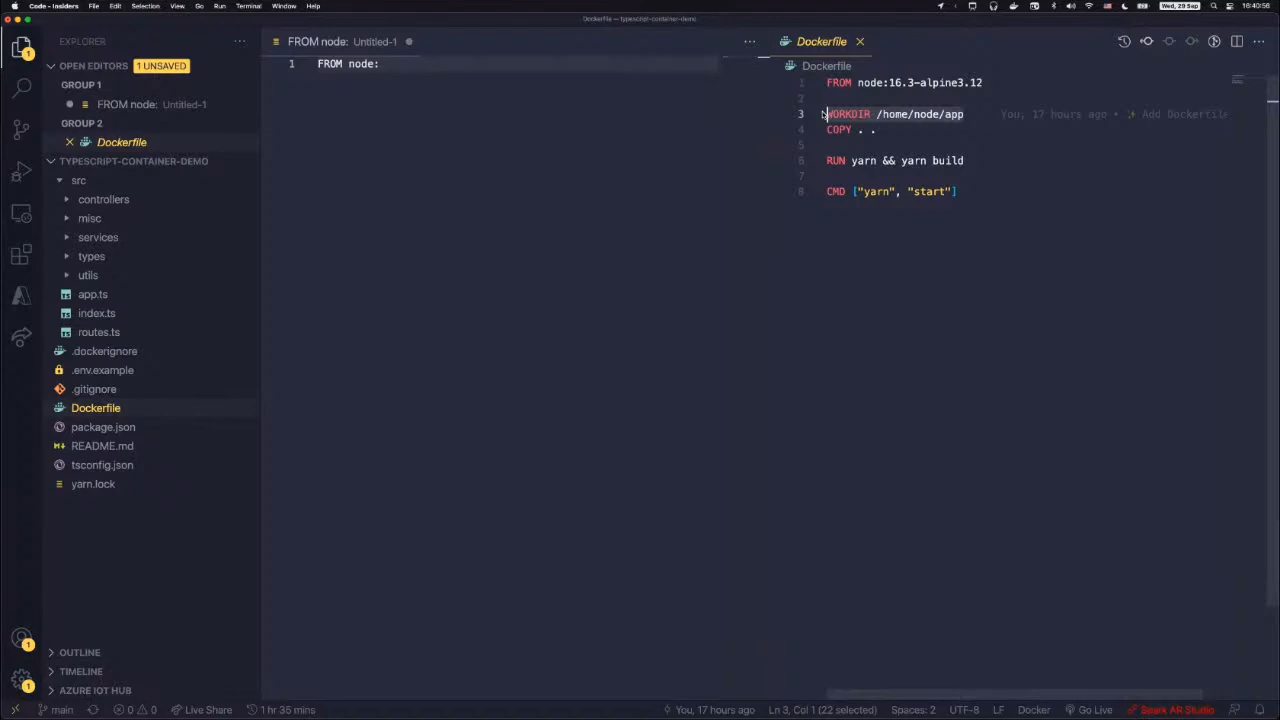 Code - Insiders File Edit Selection View Go Run Terminal Window Help Wed, 29 Sep 16:40:56
Dockerfile — typescript-container-demo
EXPLORER
OPEN EDITORS 1 UNSAVED
GROUP 1
FROM node: Untitled-1
GROUP 2
Dockerfile
TYPESCRIPT-CONTAINER-DEMO
src
controllers
misc
services
types
utils
app.ts
index.ts
routes.ts
.dockerignore
.env.example
.gitignore
Dockerfile
package.json
README.md
tsconfig.json
yarn.lock
OUTLINE
TIMELINE
AZURE IOT HUB
FROM node: Untitled-1
1 FROM node:
Dockerfile
Dockerfile
1 FROM node:16.3-alpine3.12
2
3 WORKDIR /home/node/app You, 17 hours ago • ✨ Add Dockerfile
4 COPY . .
5
6 RUN yarn && yarn build
7
8 CMD ["yarn", "start"]
1
1
1
main 0 0 Live Share 1 hr 35 mins You, 17 hours ago Ln 3, Col 1 (22 selected) Spaces: 2 UTF-8 LF Docker Go Live Spark AR Studio